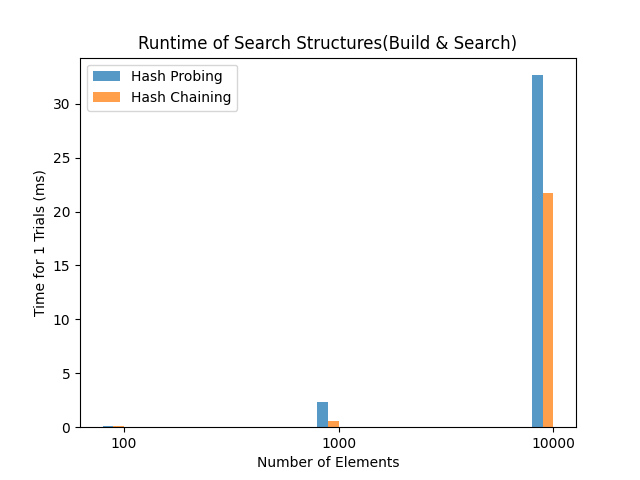 Runtime of Search Structures(Build & Search)
Hash Probing
Hash Chaining
Time for 1 Trials (ms)
30
25
20
15
10
5
0
100 1000 10000
Number of Elements